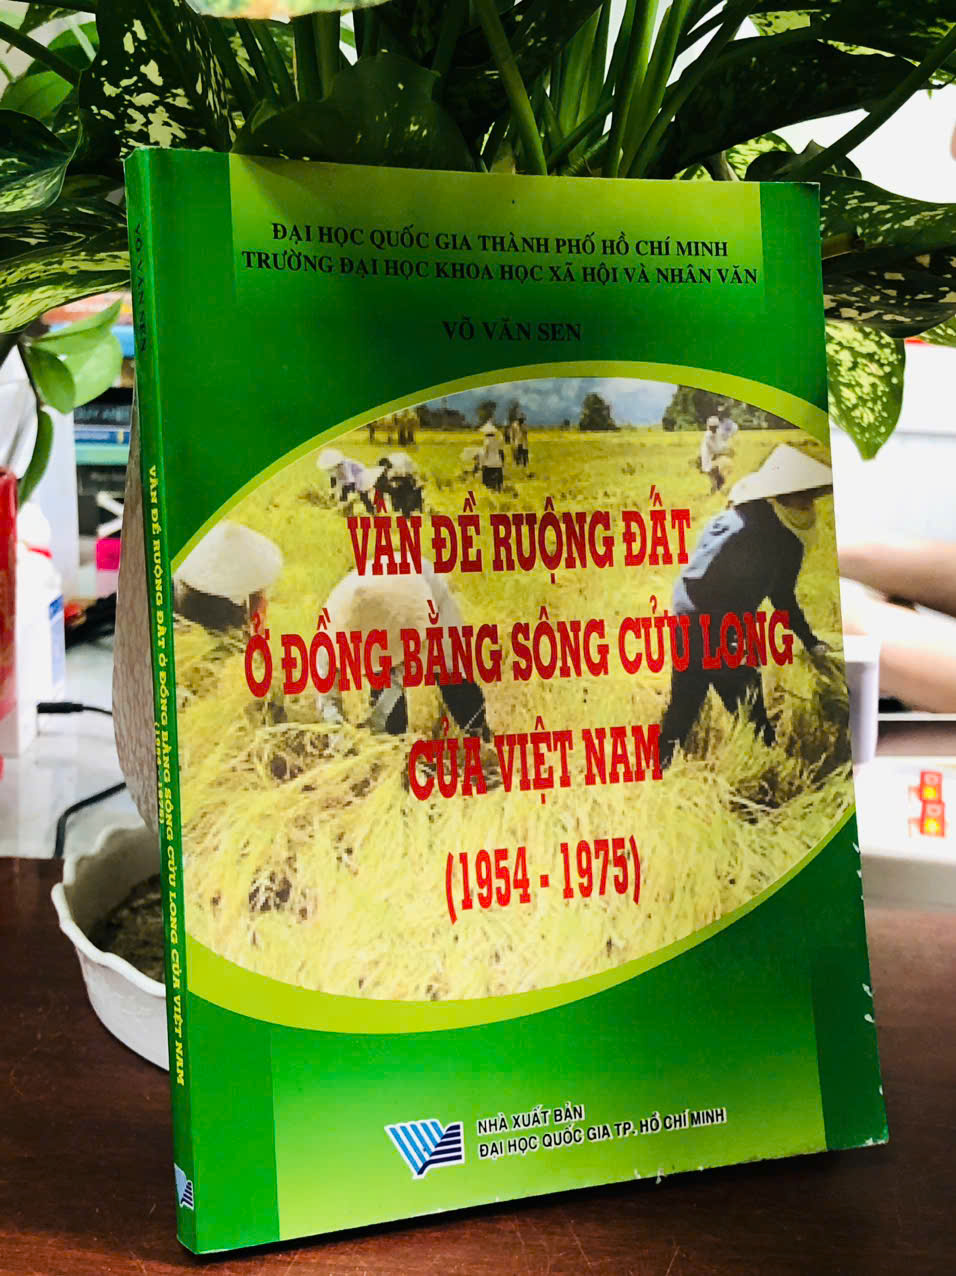 ĐẠI HỌC QUỐC GIA THÀNH PHỐ HỒ CHÍ MINH
TRƯỜNG ĐẠI HỌC KHOA HỌC XÃ HỘI VÀ NHÂN VĂN
VÕ VĂN SEN
VẤN ĐỀ RUỘNG ĐẤT
Ở ĐỒNG BẰNG SÔNG CỬU LONG
CỦA VIỆT NAM
(1954 - 1975)
NHÀ XUẤT BẢN
ĐẠI HỌC QUỐC GIA TP. HỒ CHÍ MINH
VÕ VĂN SEN
VẤN ĐỀ RUỘNG ĐẤT Ở ĐỒNG BẰNG SÔNG CỬU LONG CỦA VIỆT NAM
(1954 - 1975)